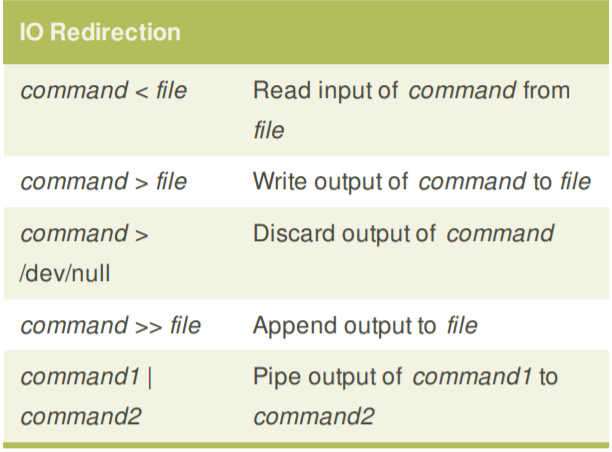 IO Redirection
command < file Read input of command from
file
command > file Write output of command to file
command > Discard output of command
/dev/null
command >> file Append output to file
command1 | Pipe output of command1 to
command2 command2